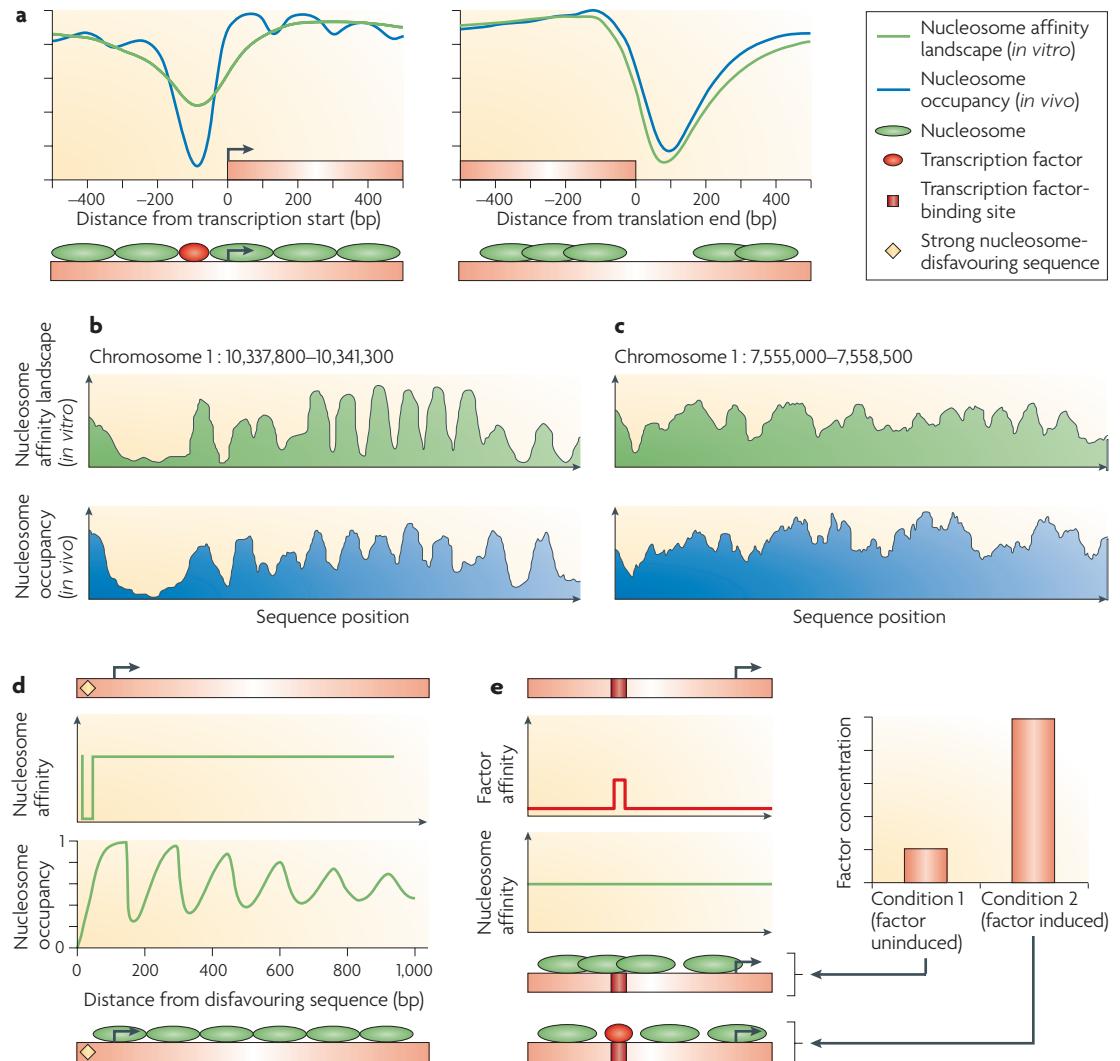 a
−400 −200 0 200 400
Distance from transcription start (bp)
−400 −200 0 200 400
Distance from translation end (bp)
Nucleosome affinity
landscape (in vitro)
Nucleosome
occupancy (in vivo)
Nucleosome
Transcription factor
Transcription factor-
binding site
Strong nucleosome-
disfavouring sequence
b
Chromosome 1 : 10,337,800–10,341,300
Nucleosome
affinity landscape
(in vitro)
Nucleosome
occupancy
(in vivo)
Sequence position
c
Chromosome 1 : 7,555,000–7,558,500
Sequence position
d
Nucleosome
affinity
Nucleosome
occupancy
1
0
0 200 400 600 800 1,000
Distance from disfavouring sequence (bp)
e
Factor
affinity
Nucleosome
affinity
Factor concentration
Condition 1
(factor
uninduced)
Condition 2
(factor induced)